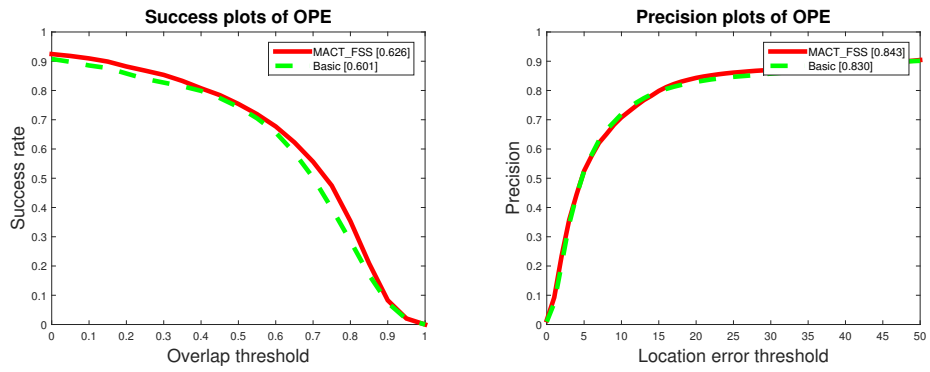 Success plots of OPE
MACT_FSS [0.626]
Basic [0.601]
1
0.9
0.8
0.7
0.6
0.5
0.4
0.3
0.2
0.1
0
Success rate
0 0.1 0.2 0.3 0.4 0.5 0.6 0.7 0.8 0.9 1
Overlap threshold
Precision plots of OPE
MACT_FSS [0.843]
Basic [0.830]
1
0.9
0.8
0.7
0.6
0.5
0.4
0.3
0.2
0.1
0
Precision
0 5 10 15 20 25 30 35 40 45 50
Location error threshold